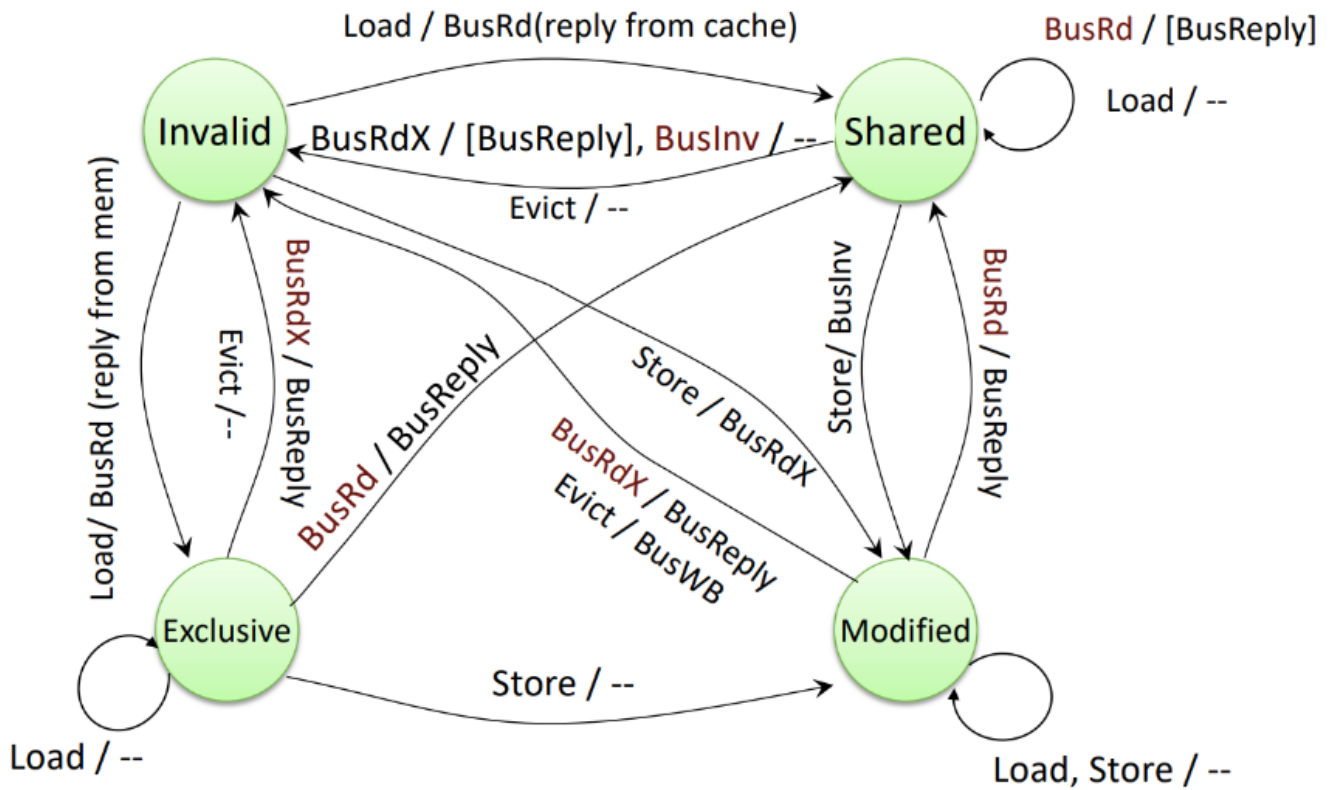 Load / BusRd(reply from cache)
BusRd / [BusReply]
Load / --
Invalid
BusRdX / [BusReply], BusInv / --
Shared
Evict / --
Load/ BusRd (reply from mem)
Evict /--
BusRdX / BusReply
BusRd / BusReply
Store / BusRdX
BusRdX / BusReply
Evict / BusWB
Store/ BusInv
BusRd / BusReply
Exclusive
Modified
Store / --
Load / --
Load, Store / --